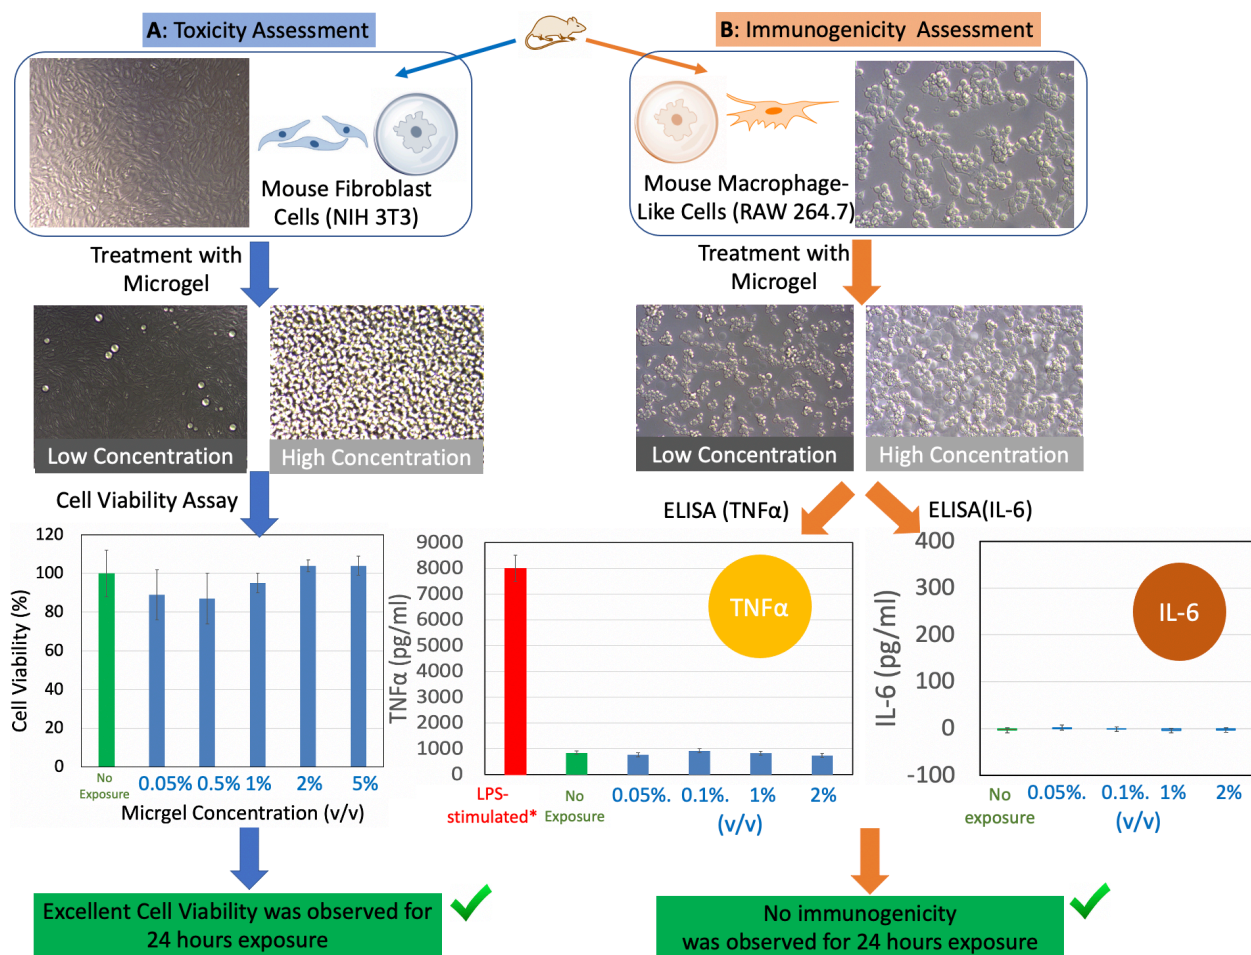 A: Toxicity Assessment
B: Immunogenicity Assessment
Mouse Fibroblast
Cells (NIH 3T3)
Mouse Macrophage-
Like Cells (RAW 264.7)
Treatment with
Microgel
Treatment with
Microgel
Low Concentration
High Concentration
Low Concentration
High Concentration
Cell Viability Assay
ELISA (TNFα)
ELISA(IL-6)
Cell Viability (%)
120
100
80
60
40
20
0
No
Exposure
0.05%
0.5%
1%
2%
5%
Micrgel Concentration (v/v)
TNFα (pg/ml)
9000
8000
7000
6000
5000
4000
3000
2000
1000
0
TNFα
LPS-
stimulated*
No
Exposure
0.05%.
0.1%.
1%
2%
(v/v)
IL-6 (pg/ml)
400
300
200
100
0
-100
IL-6
No
exposure
0.05%.
0.1%.
1%
2%
(v/v)
Excellent Cell Viability was observed for
24 hours exposure
No immunogenicity
was observed for 24 hours exposure